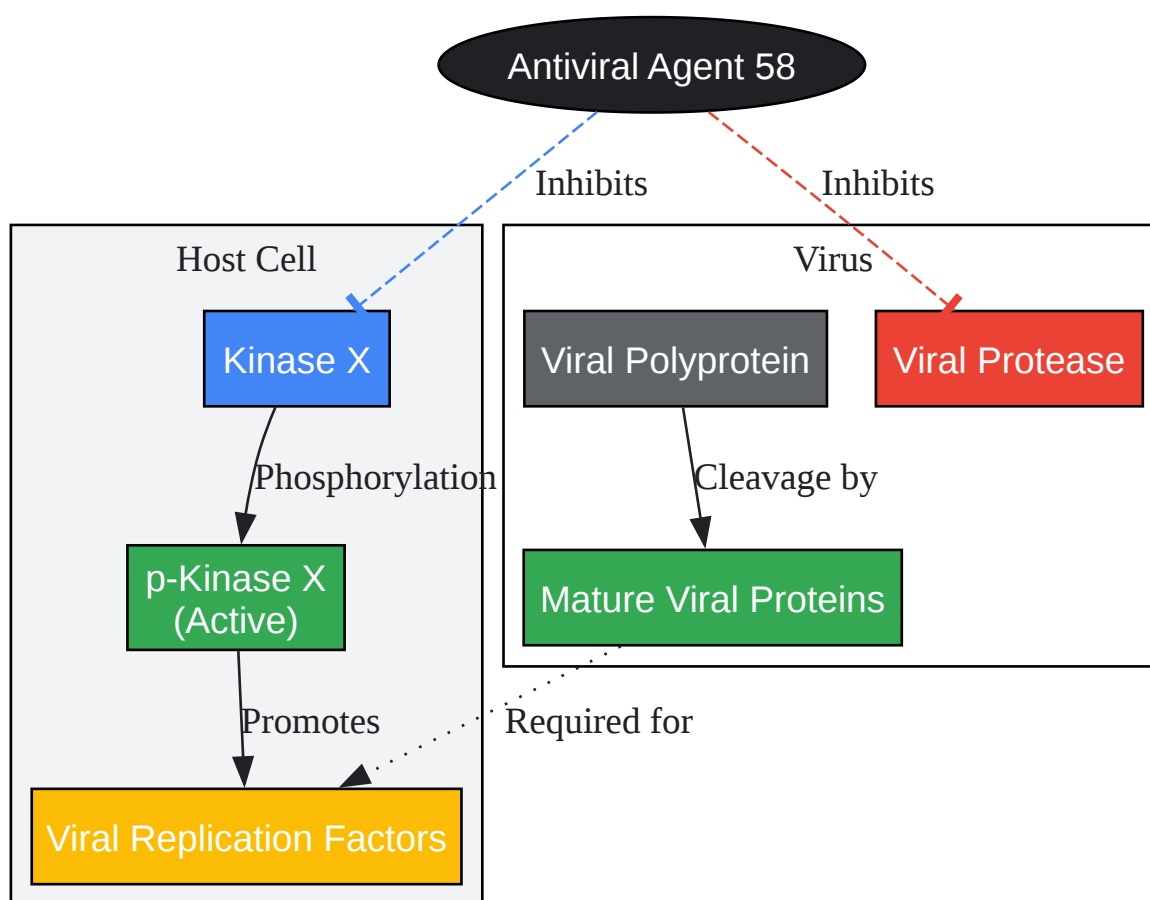 Antiviral Agent 58
Inhibits
Inhibits
Host Cell
Virus
Kinase X
Viral Polyprotein
Viral Protease
Phosphorylation
Cleavage by
p-Kinase X
(Active)
Mature Viral Proteins
Promotes
Required for
Viral Replication Factors